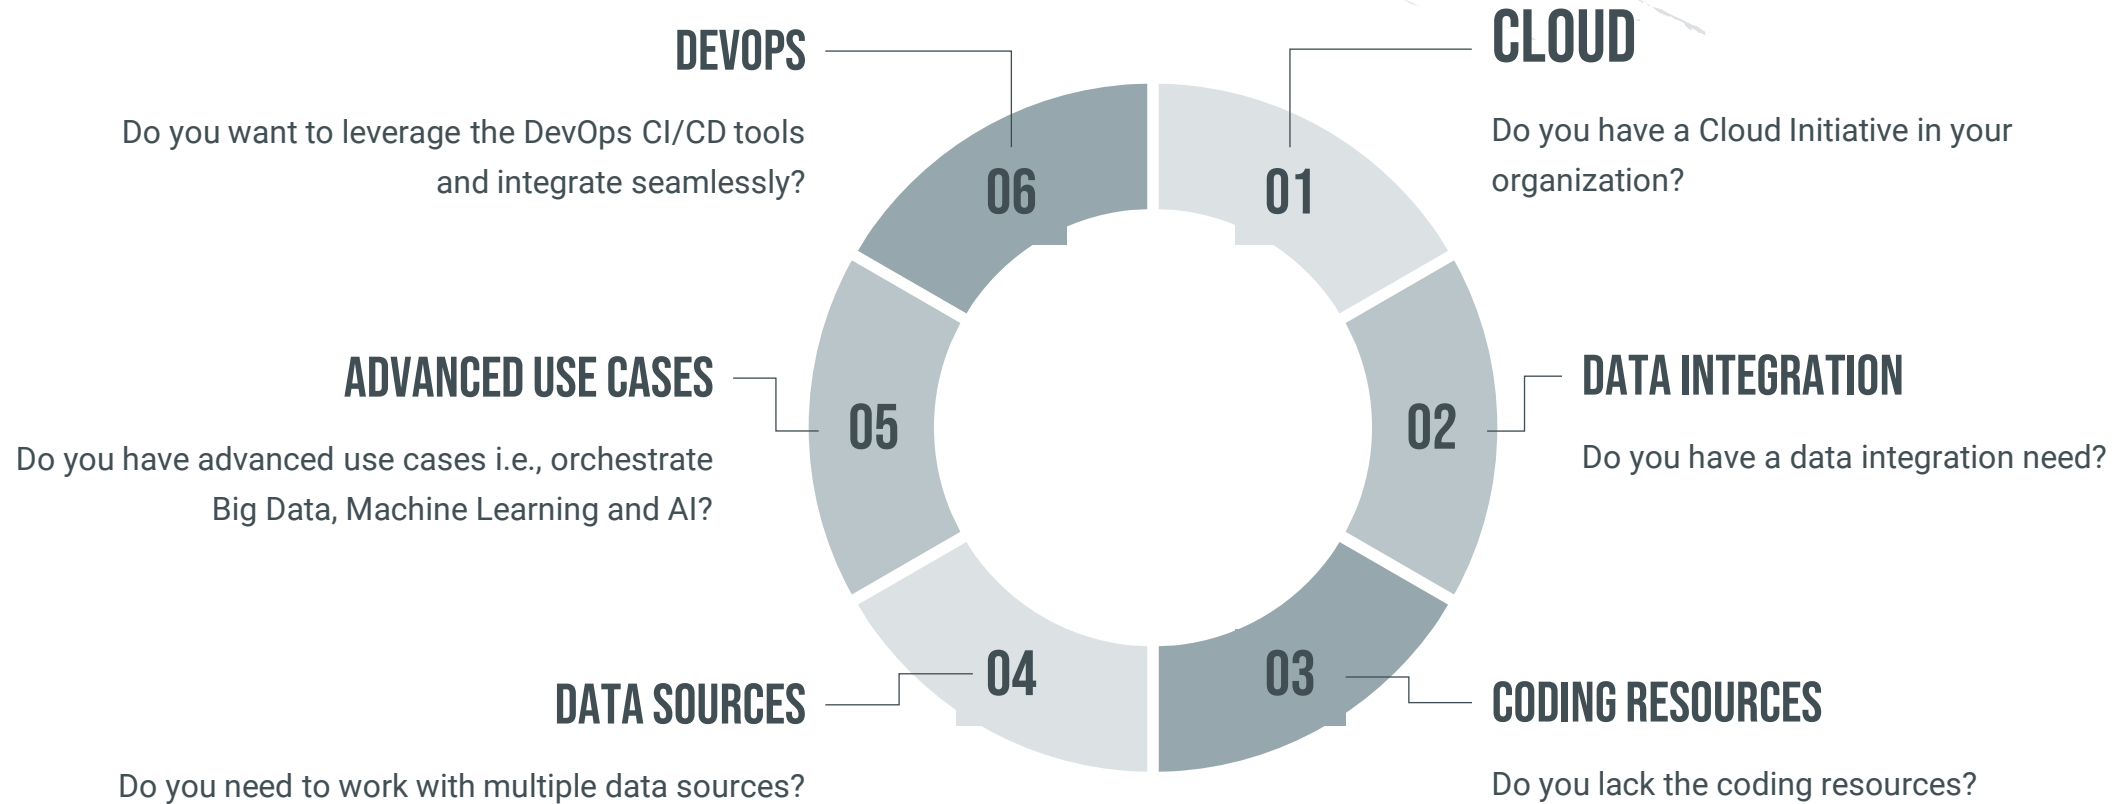 CLOUD
Do you have a Cloud Initiative in your
organization?
01
DATA INTEGRATION
Do you have a data integration need?
02
CODING RESOURCES
Do you lack the coding resources?
03
DATA SOURCES
Do you need to work with multiple data sources?
04
ADVANCED USE CASES
Do you have advanced use cases i.e., orchestrate
Big Data, Machine Learning and AI?
05
DEVOPS
Do you want to leverage the DevOps CI/CD tools
and integrate seamlessly?
06